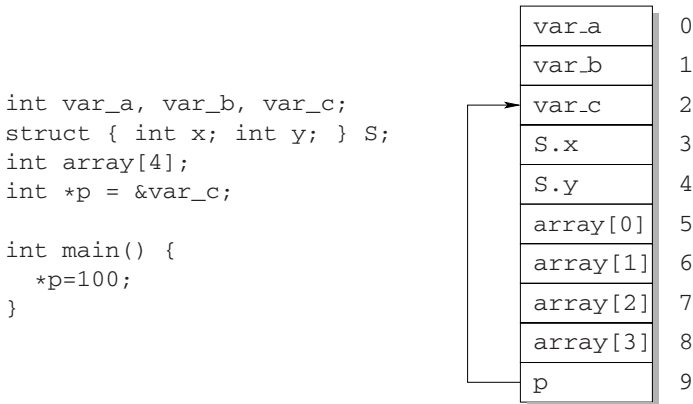 int var_a, var_b, var_c;
struct { int x; int y; } S;
int array[4];
int *p = &var_c;
int main() {
*p=100;
}
var_a 0
var_b 1
var_c 2
S.x 3
S.y 4
array[0] 5
array[1] 6
array[2] 7
array[3] 8
p 9